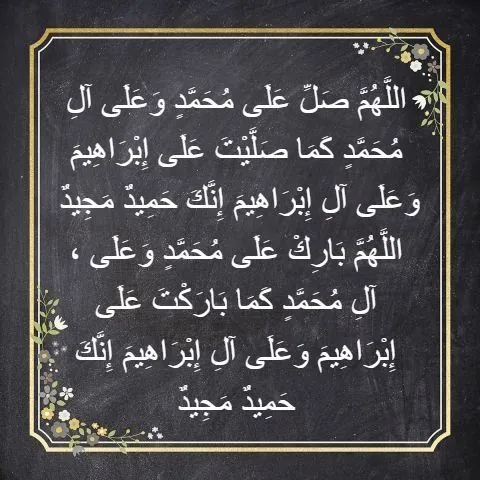 اللَّهُمَّ صَلِّ عَلَى مُحَمَّدٍ وَعَلَى آلِ
مُحَمَّدٍ كَمَا صَلَّيْتَ عَلَى إِبْرَاهِيمَ
وَعَلَى آلِ إِبْرَاهِيمَ إِنَّكَ حَمِيدٌ مَجِيدٌ
، اللَّهُمَّ بَارِكْ عَلَى مُحَمَّدٍ وَعَلَى
آلِ مُحَمَّدٍ كَمَا بَارَكْتَ عَلَى
إِبْرَاهِيمَ وَعَلَى آلِ إِبْرَاهِيمَ إِنَّكَ
حَمِيدٌ مَجِيدٌ